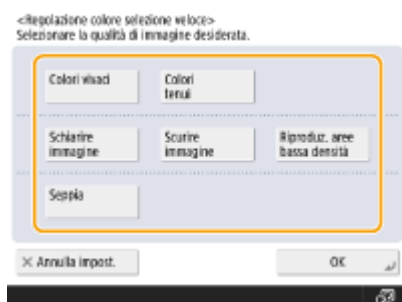 <Regolazione colore selezione veloce>
Selezionare la qualità di immagine desiderata.
Colori vivaci
Colori
tenui
Schiarire
immagine
Scurire
immagine
Riproduz. aree
bassa densità
Seppia
× Annulla impost.
OK